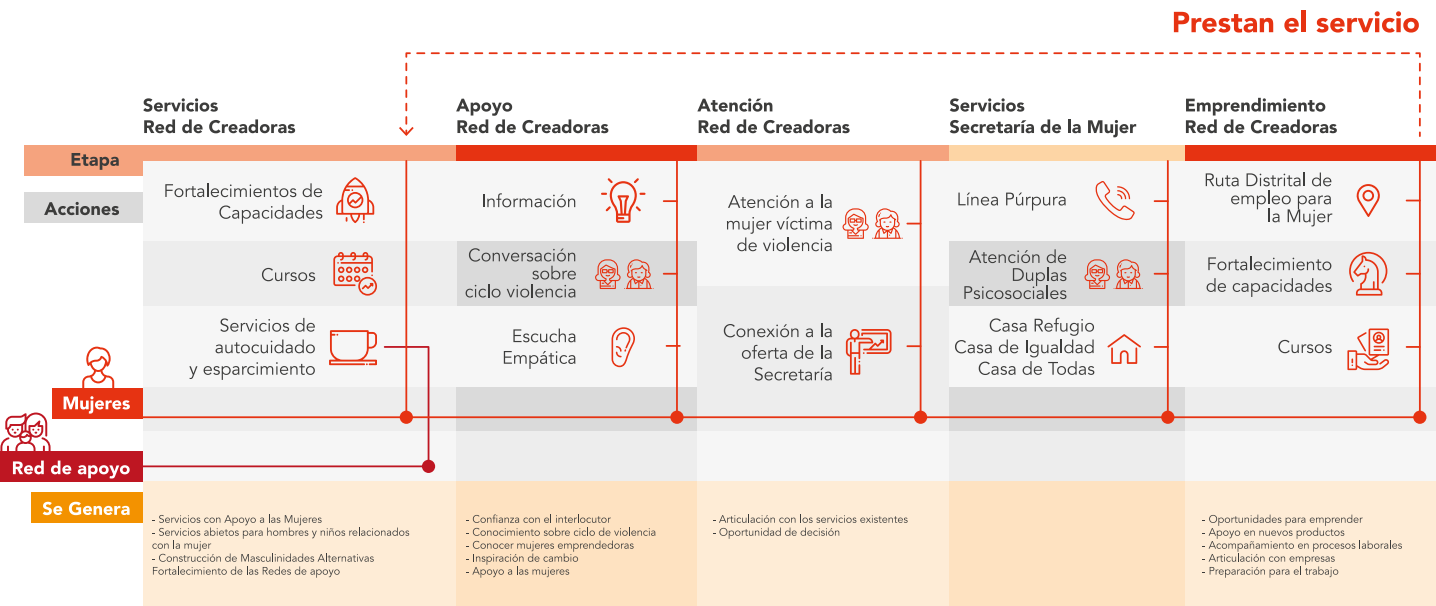 Prestan el servicio
Servicios
Red de Creadoras
Apoyo
Red de Creadoras
Atención
Red de Creadoras
Servicios
Secretaría de la Mujer
Emprendimiento
Red de Creadoras
Etapa
Acciones
Fortalecimientos de
Capacidades
Cursos
Servicios de
autocuidado
y esparcimiento
Información
Conversación
sobre
ciclo violencia
Escucha
Empática
Atención a la
mujer víctima
de violencia
Conexión a la
oferta de la
Secretaría
Línea Púrpura
Atención de
Duplas
Psicosociales
Casa Refugio
Casa de Igualdad
Casa de Todas
Ruta Distrital de
empleo para
la Mujer
Fortalecimiento
de capacidades
Cursos
Mujeres
Red de apoyo
Se Genera
- Servicios con Apoyo a las Mujeres
- Servicios abietos para hombres y niños relacionados
con la mujer
- Construcción de Masculinidades Alternativas
Fortalecimiento de las Redes de apoyo
- Confianza con el interlocutor
- Conocimiento sobre ciclo de violencia
- Conocer mujeres emprendedoras
- Inspiración de cambio
- Apoyo a las mujeres
- Articulación con los servicios existentes
- Oportunidad de decisión
- Oportunidades para emprender
- Apoyo en nuevos productos
- Acompañamiento en procesos laborales
- Articulación con empresas
- Preparación para el trabajo